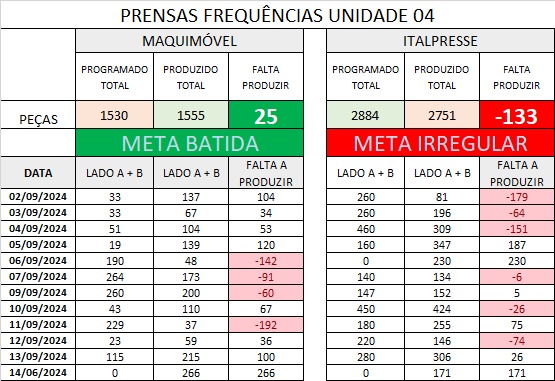 PRENSAS FREQUÊNCIAS UNIDADE 04
MAQUIMÓVEL ITALPRESSE
PROGRAMADO TOTAL PRODUZIDO TOTAL FALTA PRODUZIR PROGRAMADO TOTAL PRODUZIDO TOTAL FALTA PRODUZIR
PEÇAS 1530 1555 25 2884 2751 -133
META BATIDA META IRREGULAR
DATA LADO A + B LADO A + B FALTA A PRODUZIR LADO A + B LADO A + B FALTA A PRODUZIR
02/09/2024 33 137 104 260 81 -179
03/09/2024 33 67 34 260 196 -64
04/09/2024 51 104 53 460 309 -151
05/09/2024 19 139 120 160 347 187
06/09/2024 190 48 -142 0 230 230
07/09/2024 264 173 -91 140 134 -6
09/09/2024 260 200 -60 147 152 5
10/09/2024 43 110 67 450 424 -26
11/09/2024 229 37 -192 180 255 75
12/09/2024 23 59 36 220 146 -74
13/09/2024 115 215 100 280 306 26
14/06/2024 0 266 266 0 171 171